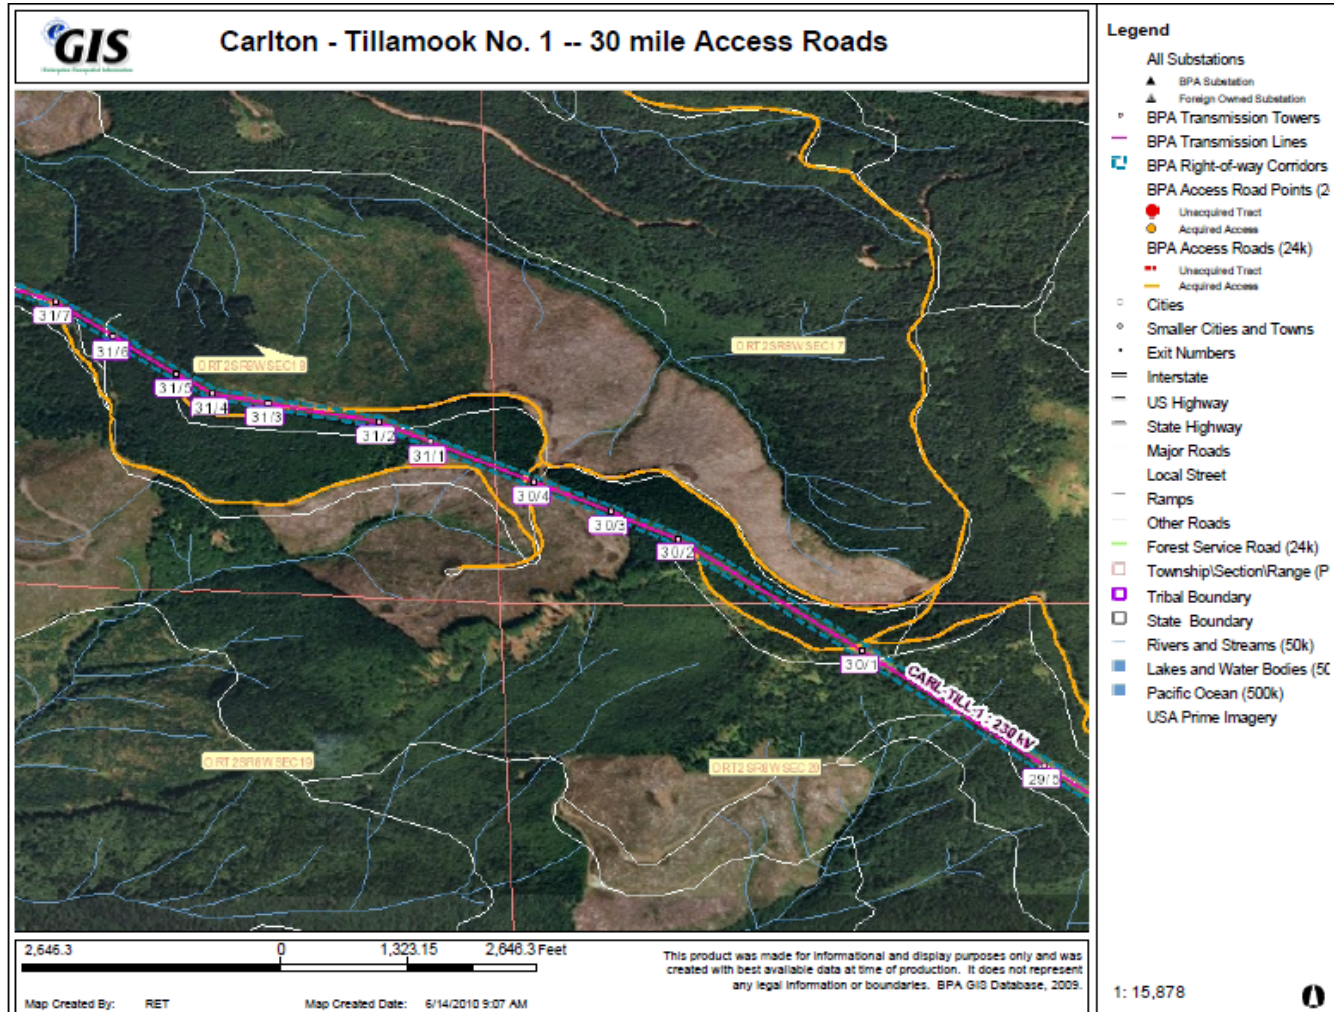 eGIS
Enterprise Geospatial Information
Carlton - Tillamook No. 1 -- 30 mile Access Roads
31/7
31/6
31/5
31/4
31/3
31/2
31/1
30/4
30/3
30/2
30/1
29/5
CARL-TILL-1 : 230 kV
ORT2SR8WSEC17
ORT2SR8WSEC18
ORT2SR8WSEC19
ORT2SR8WSEC20
Legend
All Substations
BPA Substation
Foreign Owned Substation
BPA Transmission Towers
BPA Transmission Lines
BPA Right-of-way Corridors
BPA Access Road Points (2
Unacquired Tract
Acquired Access
BPA Access Roads (24k)
Unacquired Tract
Acquired Access
Cities
Smaller Cities and Towns
Exit Numbers
Interstate
US Highway
State Highway
Major Roads
Local Street
Ramps
Other Roads
Forest Service Road (24k)
Township\Section\Range (P
Tribal Boundary
State Boundary
Rivers and Streams (50k)
Lakes and Water Bodies (50
Pacific Ocean (500k)
USA Prime Imagery
1: 15,878
2,646.3 0 1,323.15 2,646.3 Feet
Map Created By: RET Map Created Date: 6/14/2010 9:07 AM
This product was made for informational and display purposes only and was
created with best available data at time of production. It does not represent
any legal information or boundaries. BPA GIS Database, 2009.